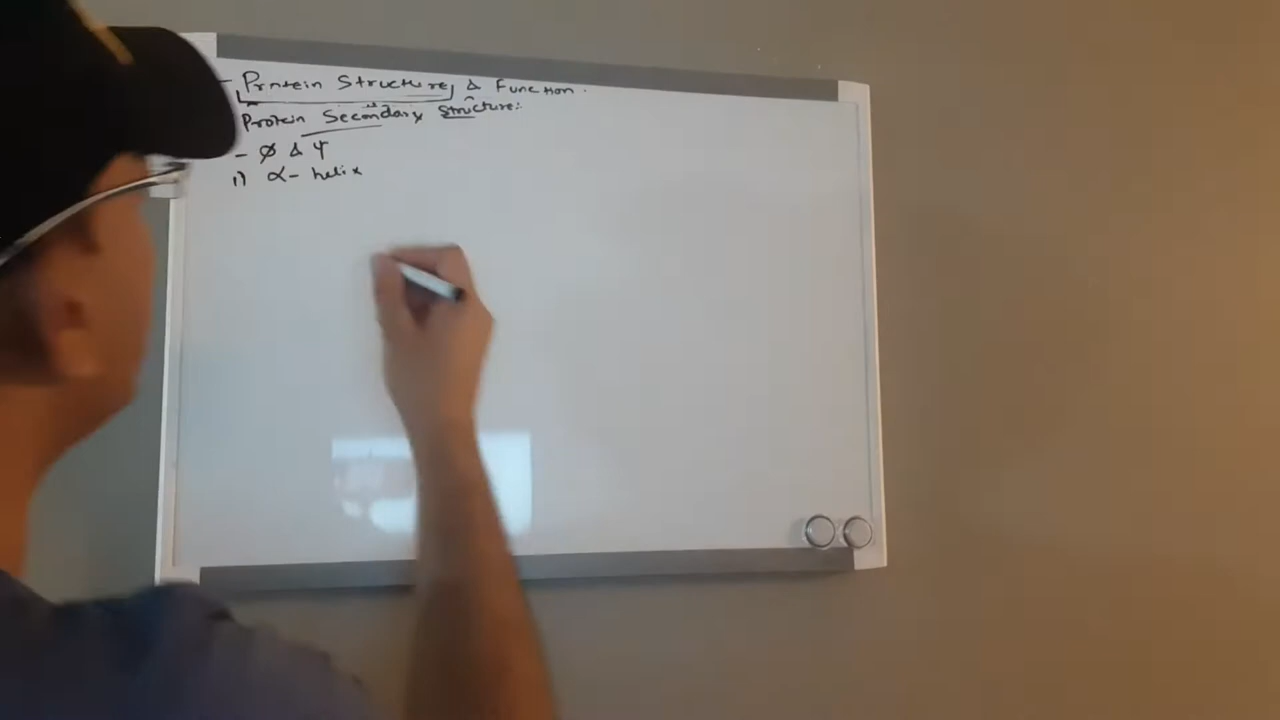 - Protein Structure & Function.
Protein Secondary Structure:
- φ & ψ
1) α- helix